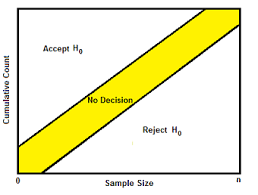 Accept H₀
Cumulative Count
No Decision
Reject H₀
0
n
Sample Size